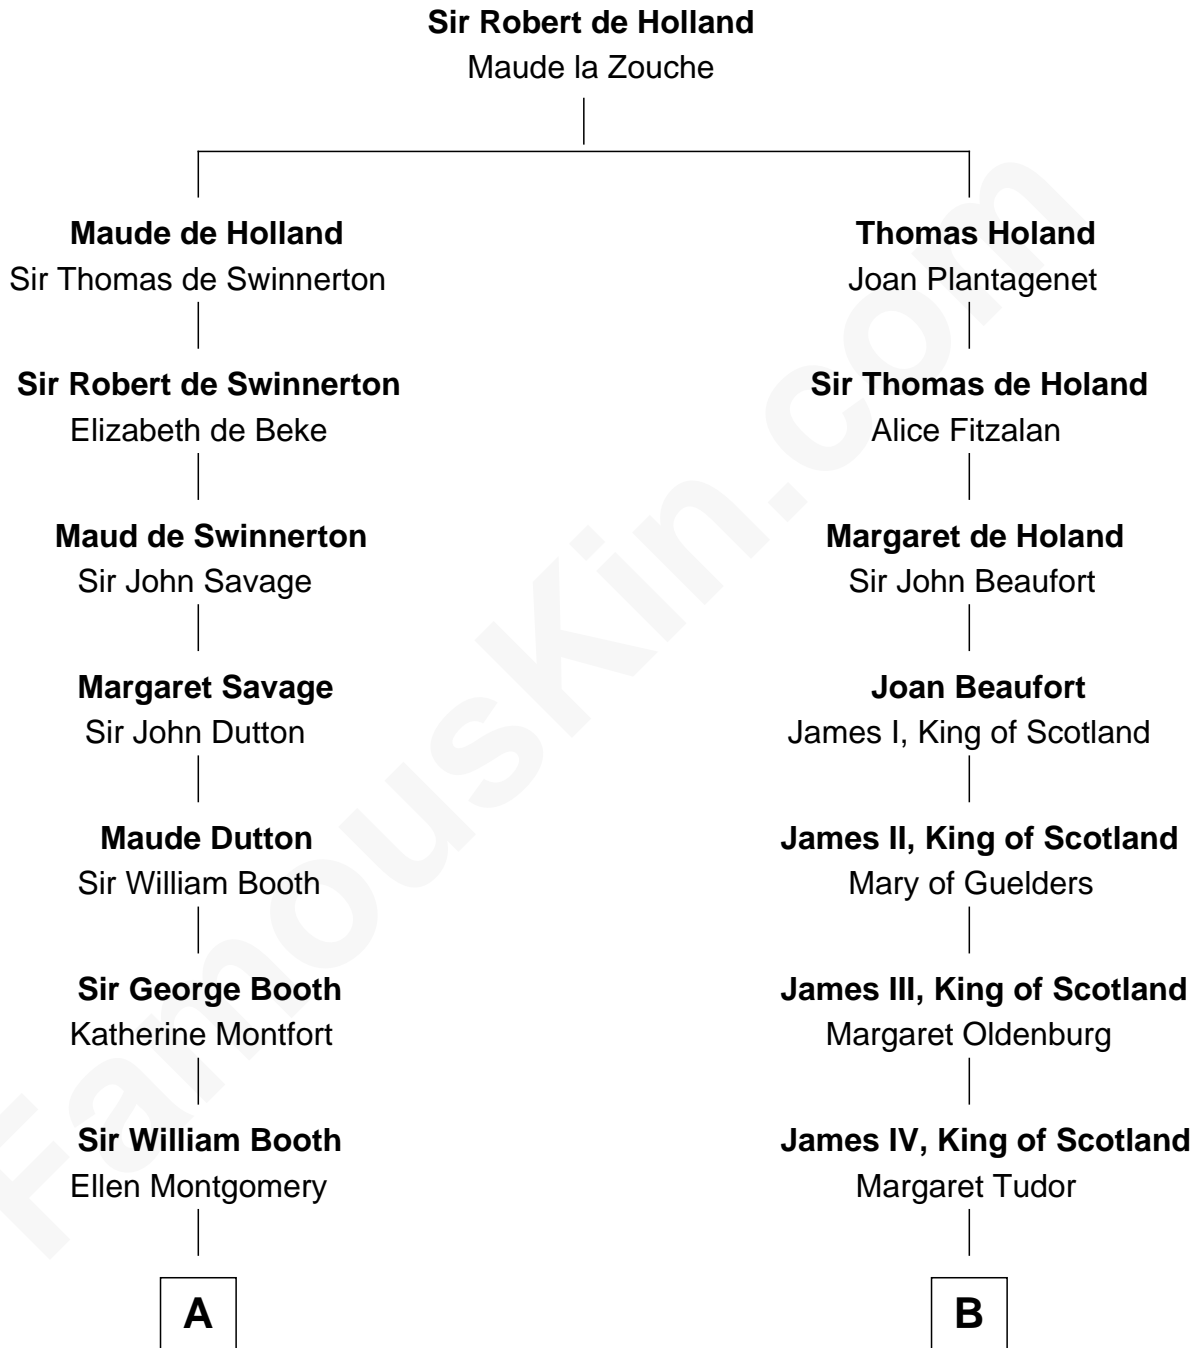 Sir Robert de Holland
Maude la Zouche
Maude de Holland
Sir Thomas de Swinnerton
Thomas Holand
Joan Plantagenet
Sir Robert de Swinnerton
Elizabeth de Beke
Sir Thomas de Holand
Alice Fitzalan
Maud de Swinnerton
Sir John Savage
Margaret de Holand
Sir John Beaufort
Margaret Savage
Sir John Dutton
Joan Beaufort
James I, King of Scotland
Maude Dutton
Sir William Booth
James II, King of Scotland
Mary of Guelders
Sir George Booth
Katherine Montfort
James III, King of Scotland
Margaret Oldenburg
Sir William Booth
Ellen Montgomery
James IV, King of Scotland
Margaret Tudor
A
B
FamousKin.com